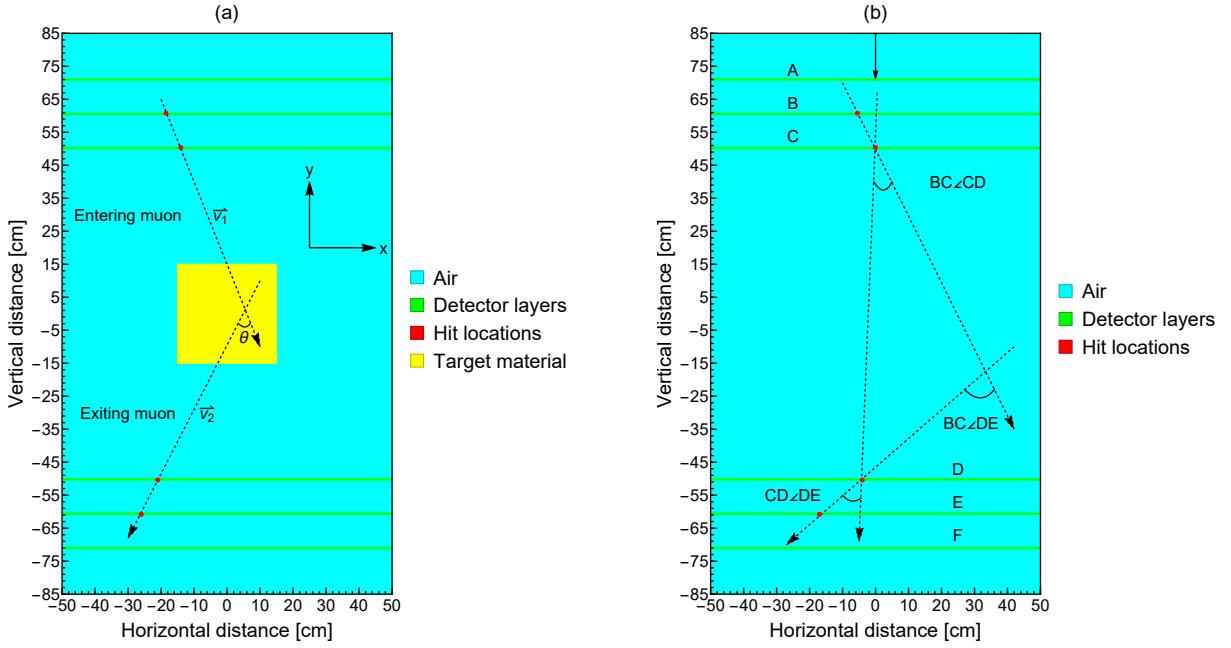 (a)
Vertical distance [cm]
85
75
65
55
45
35
25
15
5
−5
−15
−25
−35
−45
−55
−65
−75
−85
Entering muon
v₁
y
x
θ
Exiting muon
v₂
−50 −40 −30 −20 −10 0 10 20 30 40 50
Horizontal distance [cm]
Air
Detector layers
Hit locations
Target material
(b)
Vertical distance [cm]
85
75
65
55
45
35
25
15
5
−5
−15
−25
−35
−45
−55
−65
−75
−85
A
B
C
BC∠CD
BC∠DE
D
CD∠DE
E
F
−50 −40 −30 −20 −10 0 10 20 30 40 50
Horizontal distance [cm]
Air
Detector layers
Hit locations